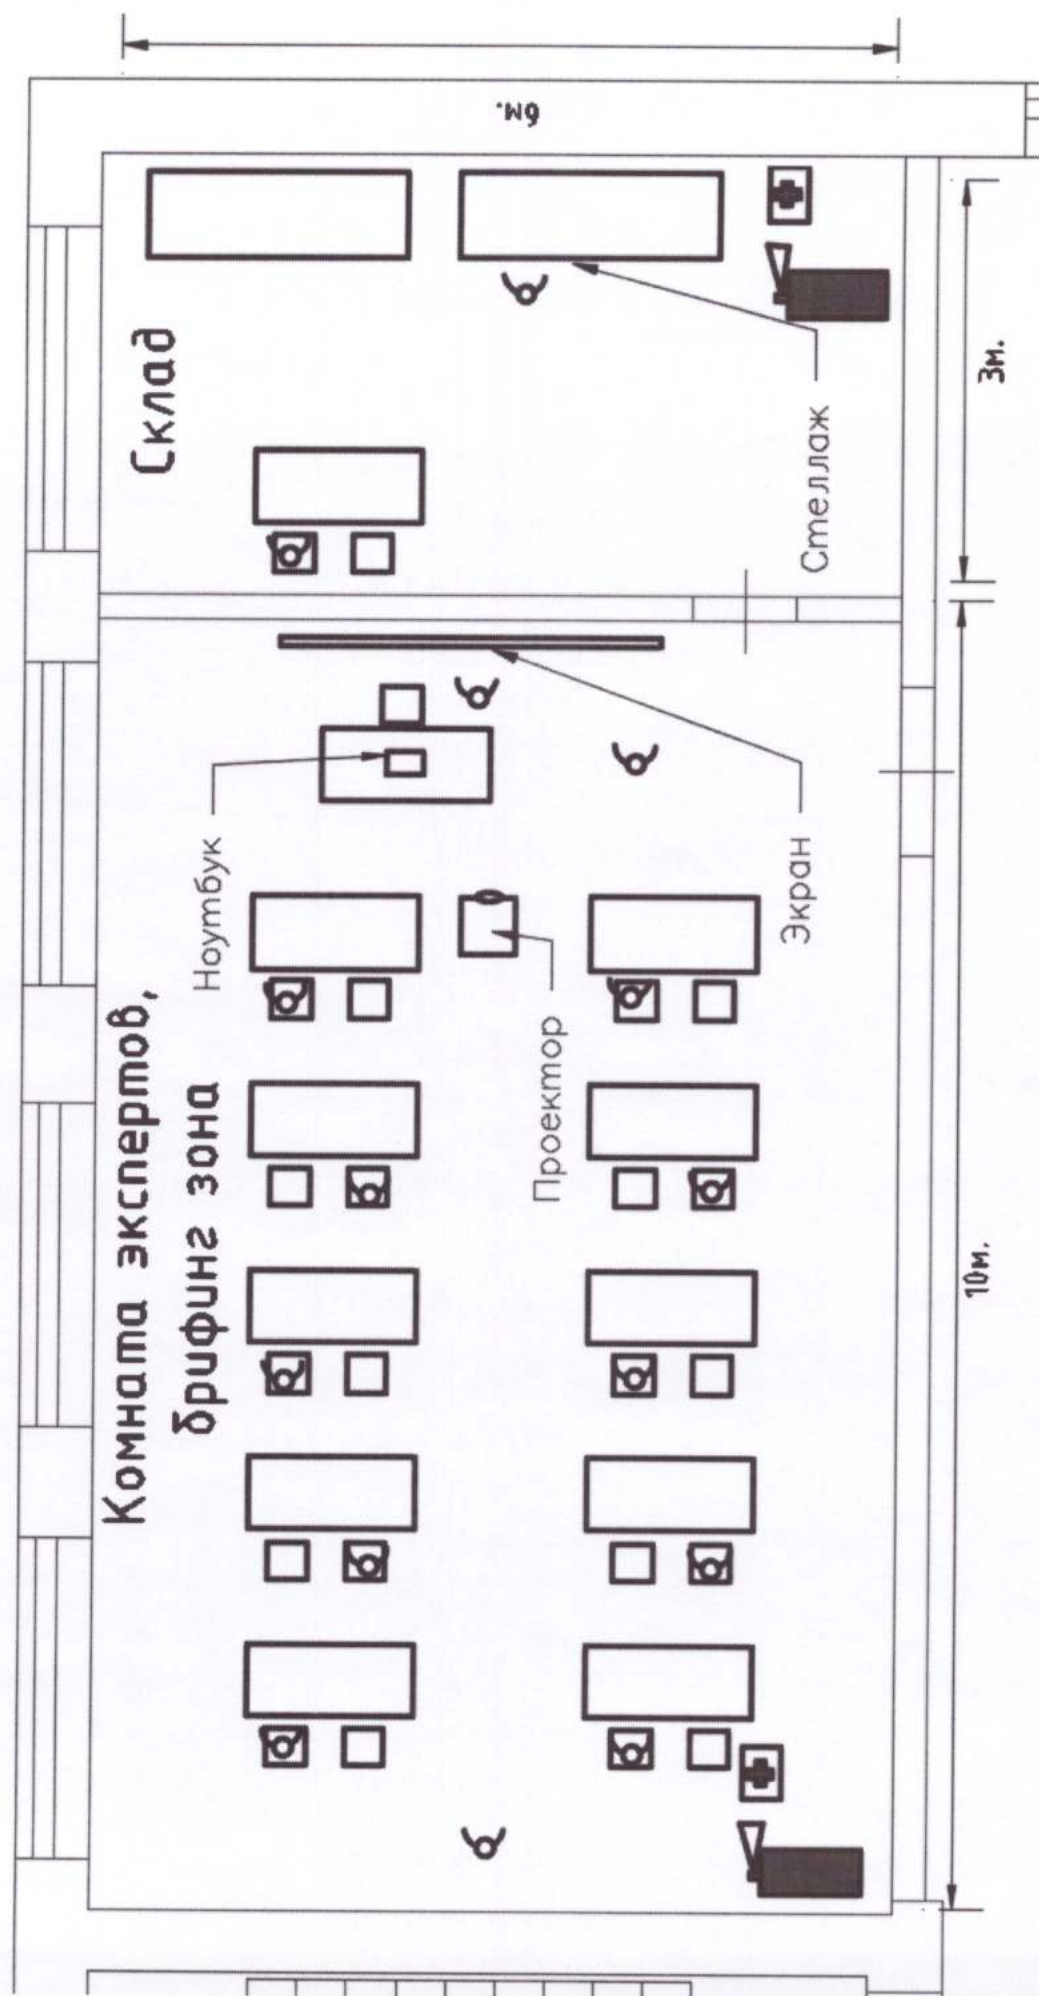 Комната экспертов,
брифинг зона
Склад
Ноутбук
Проектор
Экран
Стеллаж
10м.
3м.
6м.